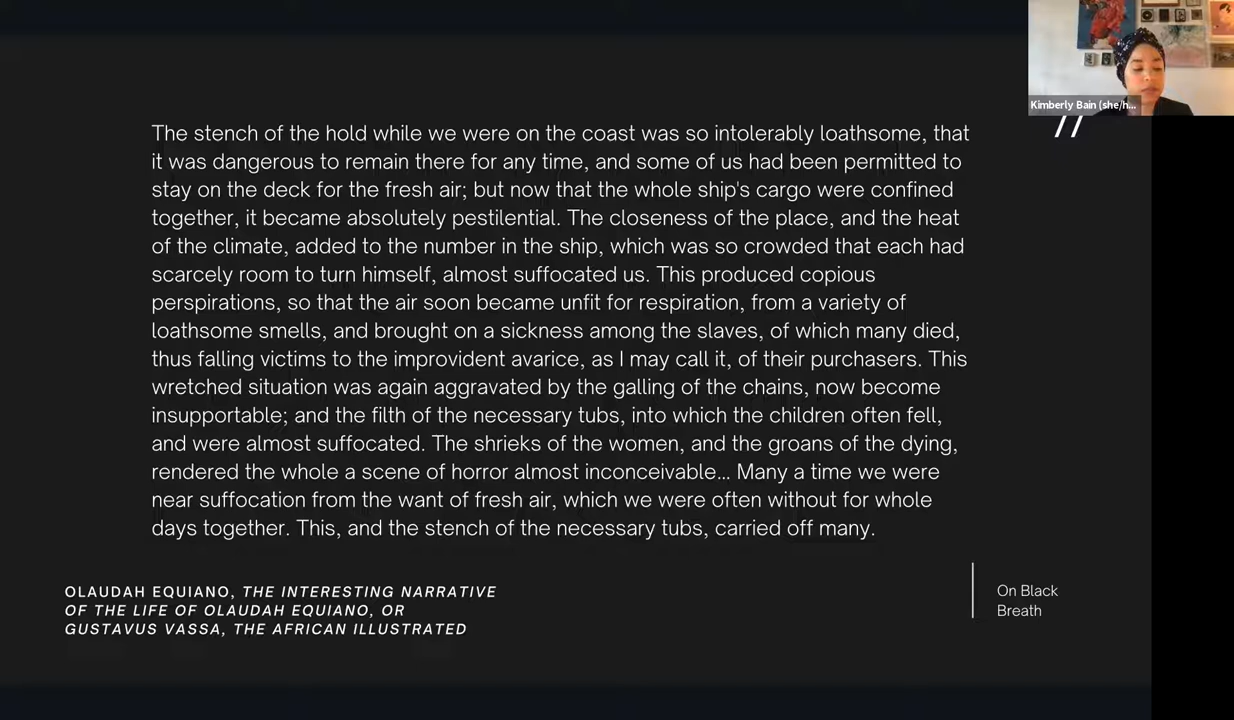 Kimberly Bain (she/h...
"
The stench of the hold while we were on the coast was so intolerably loathsome, that
it was dangerous to remain there for any time, and some of us had been permitted to
stay on the deck for the fresh air; but now that the whole ship's cargo were confined
together, it became absolutely pestilential. The closeness of the place, and the heat
of the climate, added to the number in the ship, which was so crowded that each had
scarcely room to turn himself, almost suffocated us. This produced copious
perspirations, so that the air soon became unfit for respiration, from a variety of
loathsome smells, and brought on a sickness among the slaves, of which many died,
thus falling victims to the improvident avarice, as I may call it, of their purchasers. This
wretched situation was again aggravated by the galling of the chains, now become
insupportable; and the filth of the necessary tubs, into which the children often fell,
and were almost suffocated. The shrieks of the women, and the groans of the dying,
rendered the whole a scene of horror almost inconceivable... Many a time we were
near suffocation from the want of fresh air, which we were often without for whole
days together. This, and the stench of the necessary tubs, carried off many.
OLAUDAH EQUIANO, THE INTERESTING NARRATIVE
OF THE LIFE OF OLAUDAH EQUIANO, OR
GUSTAVUS VASSA, THE AFRICAN ILLUSTRATED
On Black
Breath